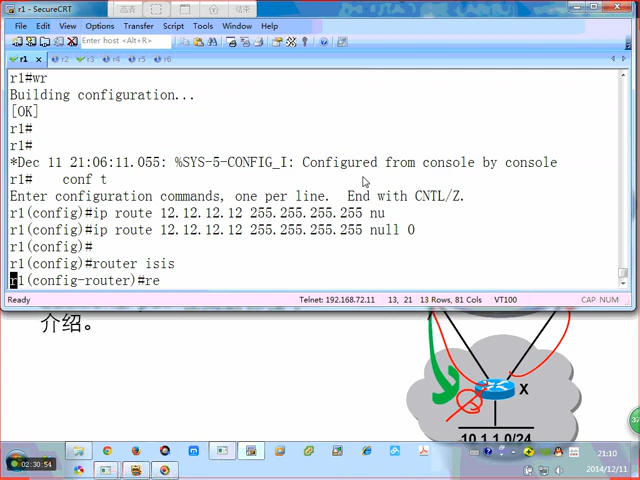 r1 - SecureCRT
File Edit View Options Transfer Script Tools Window Help
Enter host <Alt+R>
r1 r2 r3 r4 r5 r6
r1#wr
Building configuration...
[OK]
r1#
r1#
*Dec 11 21:06:11.055: %SYS-5-CONFIG_I: Configured from console by console
r1# conf t
Enter configuration commands, one per line. End with CNTL/Z.
r1(config)#ip route 12.12.12.12 255.255.255.255 nu
r1(config)#ip route 12.12.12.12 255.255.255.255 null 0
r1(config)#
r1(config)#router isis
r1(config-router)#re
Ready Telnet: 192.168.72.11 13, 21 13 Rows, 81 Cols VT100 CAP NUM
介绍。
X
10.1.1.0/24
02:30:54
21:10
2014/12/11